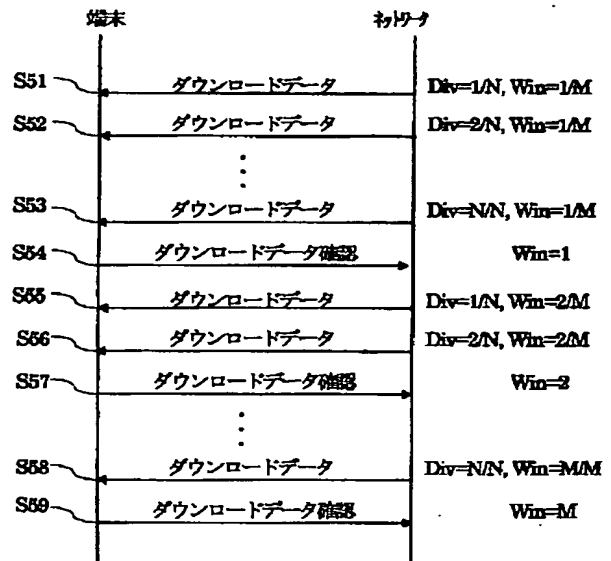 端末 ネットワーク
S51 ダウンロードデータ Div=1/N, Win=1/M
S52 ダウンロードデータ Div=2/N, Win=1/M
S53 ダウンロードデータ Div=N/N, Win=1/M
S54 ダウンロードデータ確認 Win=1
S55 ダウンロードデータ Div=1/N, Win=2/M
S56 ダウンロードデータ Div=2/N, Win=2/M
S57 ダウンロードデータ確認 Win=2
S58 ダウンロードデータ Div=N/N, Win=M/M
S59 ダウンロードデータ確認 Win=M